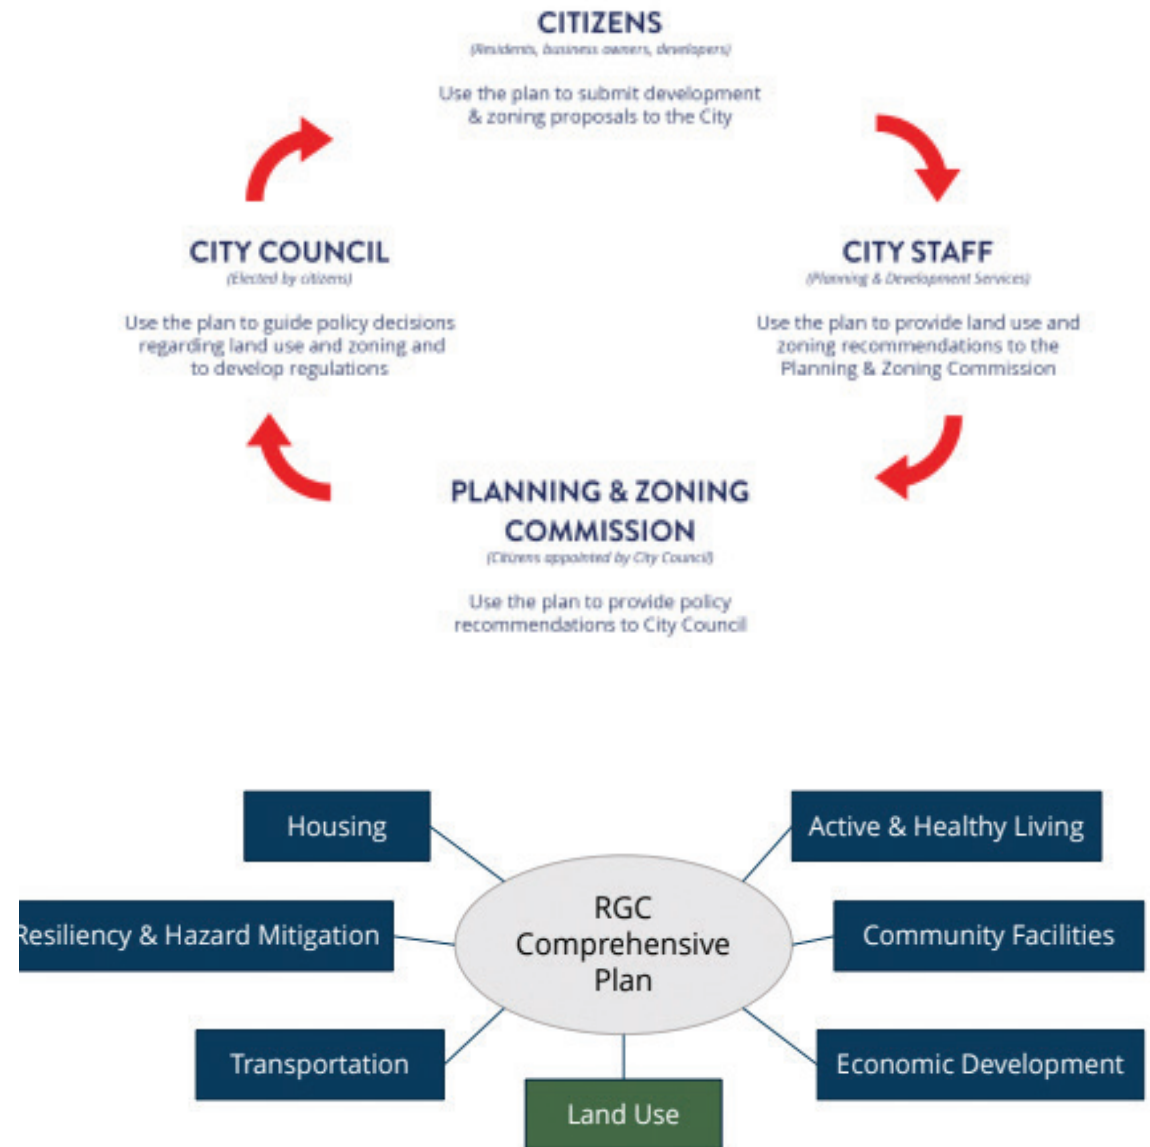 CITIZENS
(Residents, business owners, developers)
Use the plan to submit development
& zoning proposals to the City
CITY COUNCIL
(Elected by citizens)
Use the plan to guide policy decisions
regarding land use and zoning and
to develop regulations
CITY STAFF
(Planning & Development Services)
Use the plan to provide land use and
zoning recommendations to the
Planning & Zoning Commission
PLANNING & ZONING
COMMISSION
(Citizens appointed by City Council)
Use the plan to provide policy
recommendations to City Council
Housing
Active & Healthy Living
RGC
Comprehensive
Plan
Resiliency & Hazard Mitigation
Community Facilities
Transportation
Economic Development
Land Use